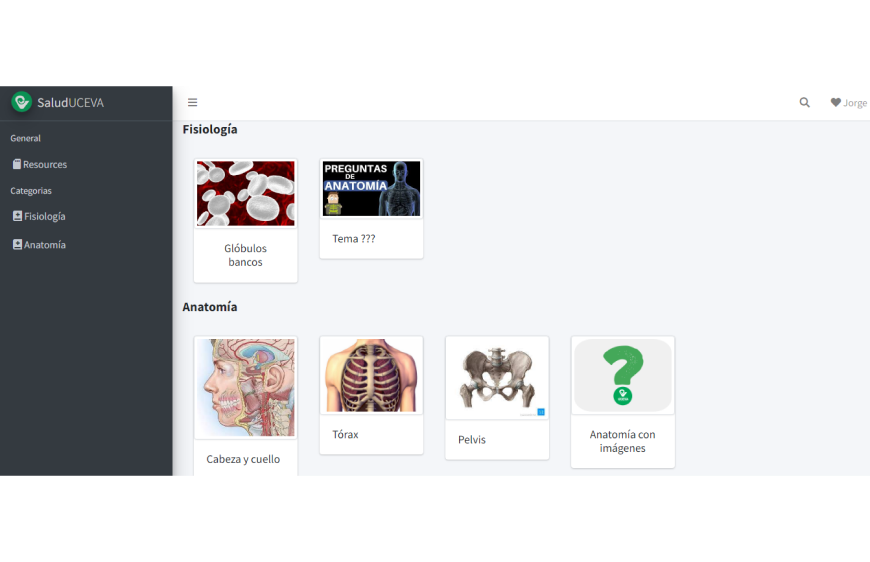 SaludUCEVA
Jorge
General
Resources
Categorias
Fisiología
Anatomía
Fisiología
PREGUNTAS
DE
ANATOMÍA
Glóbulos
bancos
Tema ???
Anatomía
?
Cabeza y cuello
Tórax
Pelvis
Anatomía con
imágenes